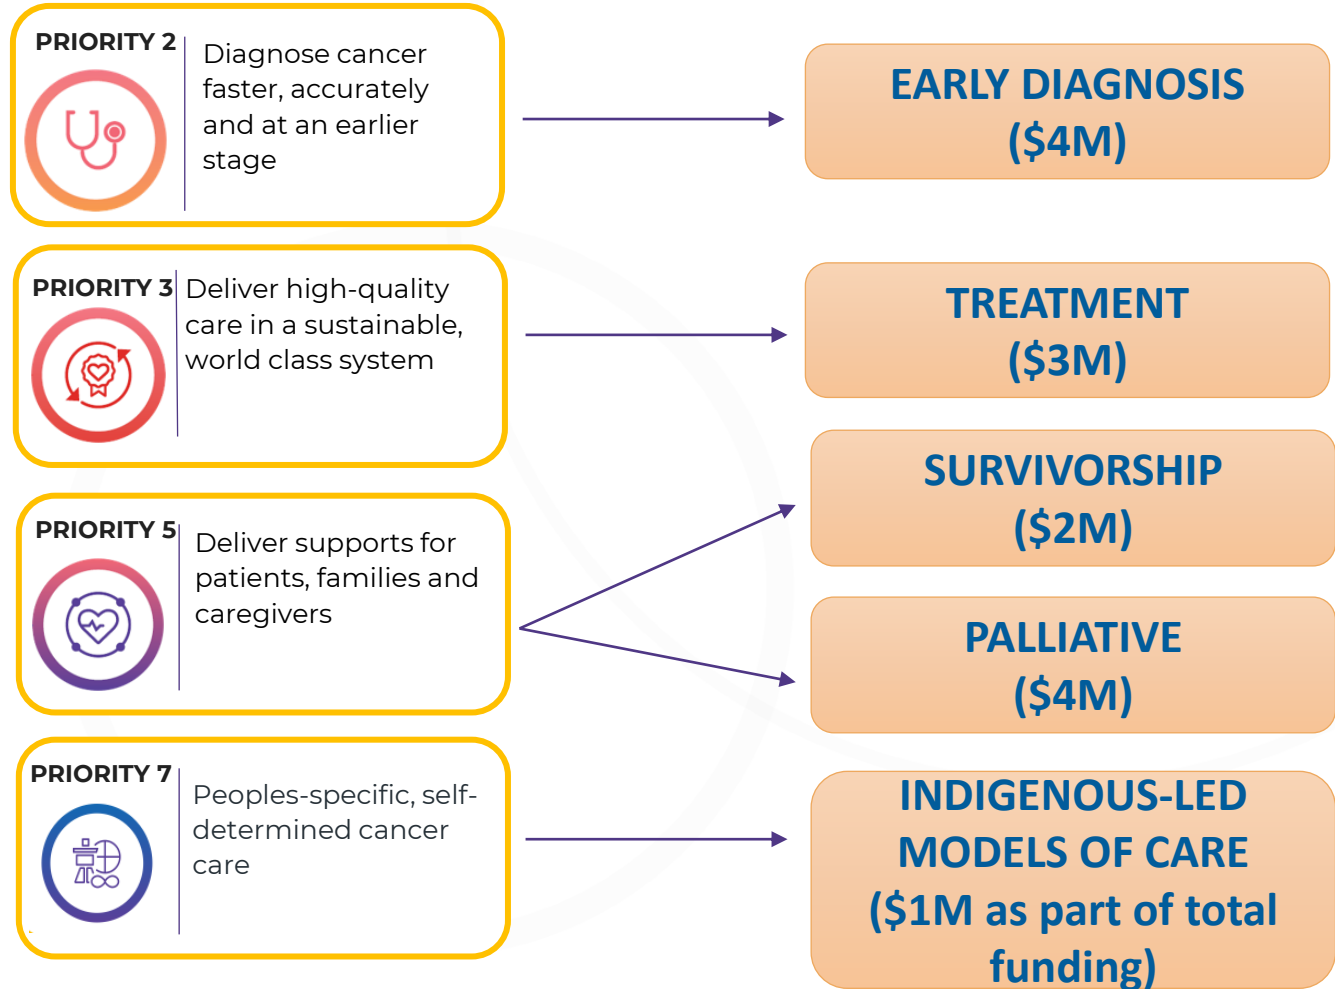 PRIORITY 2
Diagnose cancer
faster, accurately
and at an earlier
stage
EARLY DIAGNOSIS
($4M)
PRIORITY 3
Deliver high-quality
care in a sustainable,
world class system
TREATMENT
($3M)
PRIORITY 5
Deliver supports for
patients, families and
caregivers
SURVIVORSHIP
($2M)
PALLIATIVE
($4M)
PRIORITY 7
Peoples-specific, self-
determined cancer
care
INDIGENOUS-LED
MODELS OF CARE
($1M as part of total
funding)